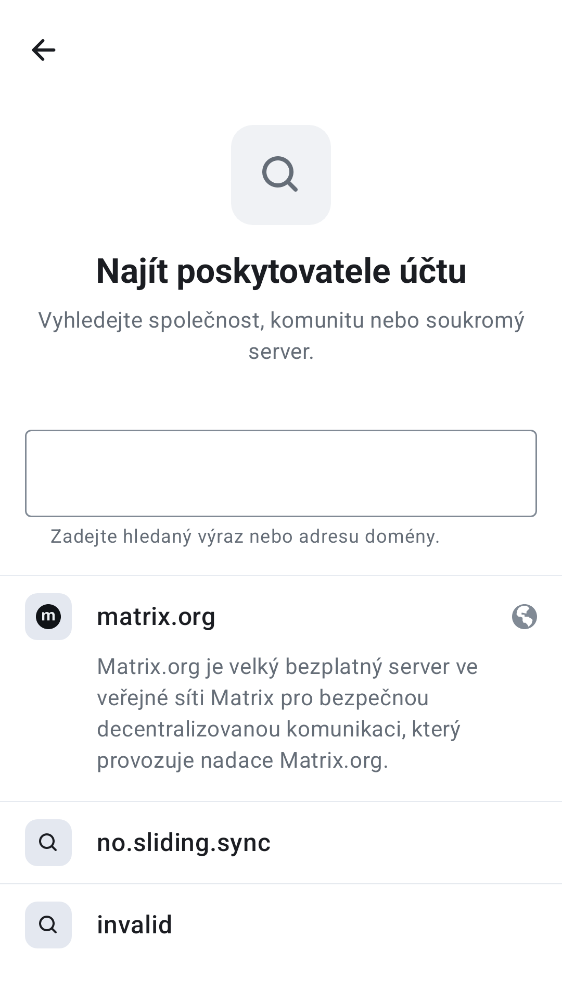 Najít poskytovatele účtu
Vyhledejte společnost, komunitu nebo soukromý
server.
Zadejte hledaný výraz nebo adresu domény.
m
matrix.org
Matrix.org je velký bezplatný server ve
veřejné síti Matrix pro bezpečnou
decentralizovanou komunikaci, který
provozuje nadace Matrix.org.
no.sliding.sync
invalid